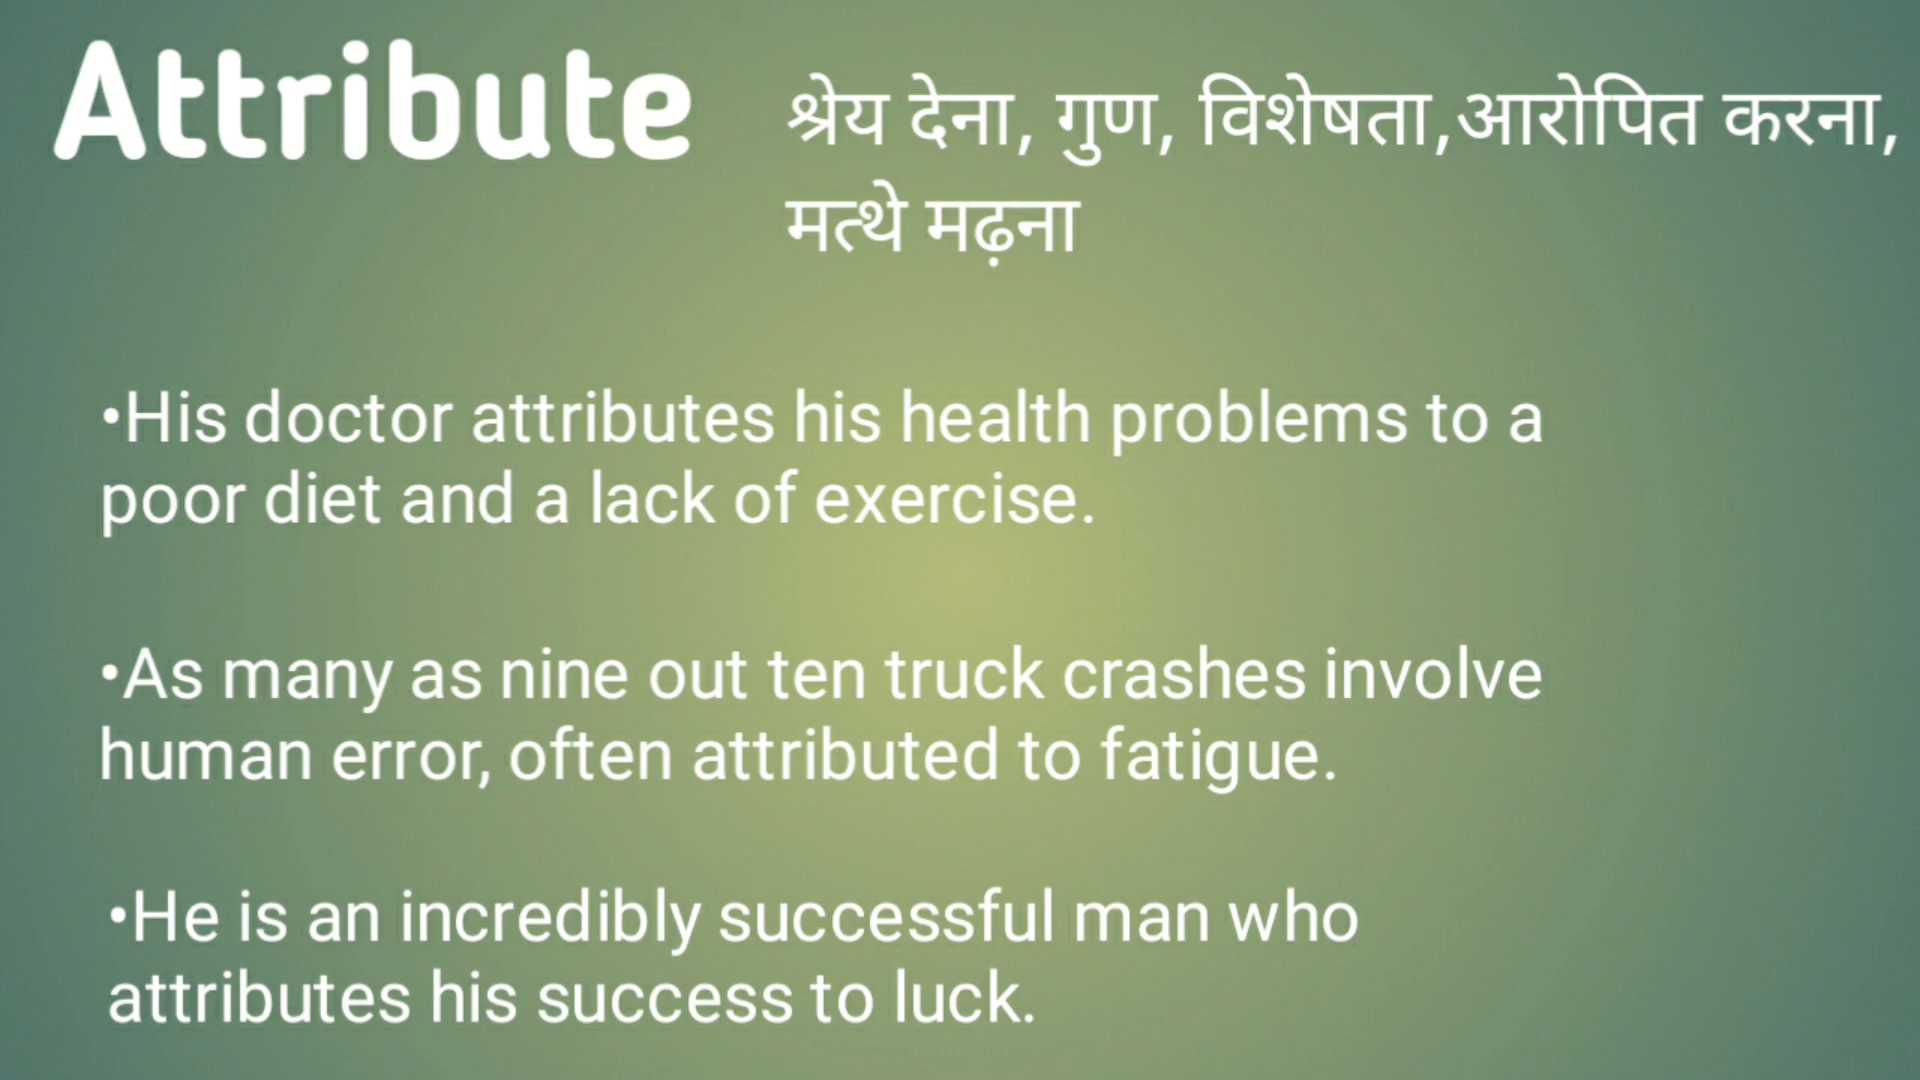 Attribute श्रेय देना, गुण, विशेषता,आरोपित करना,
मत्थे मढ़ना
•His doctor attributes his health problems to a
poor diet and a lack of exercise.
•As many as nine out ten truck crashes involve
human error, often attributed to fatigue.
•He is an incredibly successful man who
attributes his success to luck.